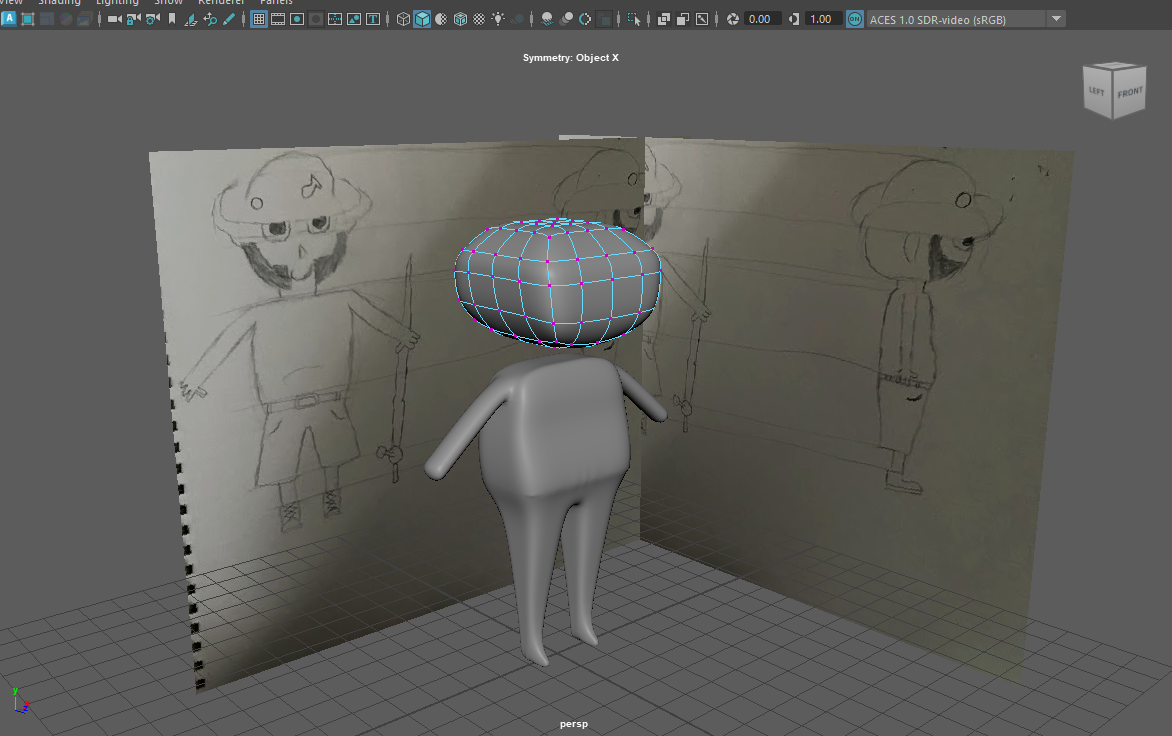 View Shading Lighting Show Renderer Panels
A T 0.00 1.00 ON ACES 1.0 SDR-video (sRGB)
Symmetry: Object X
LEFT FRONT
y
z
persp